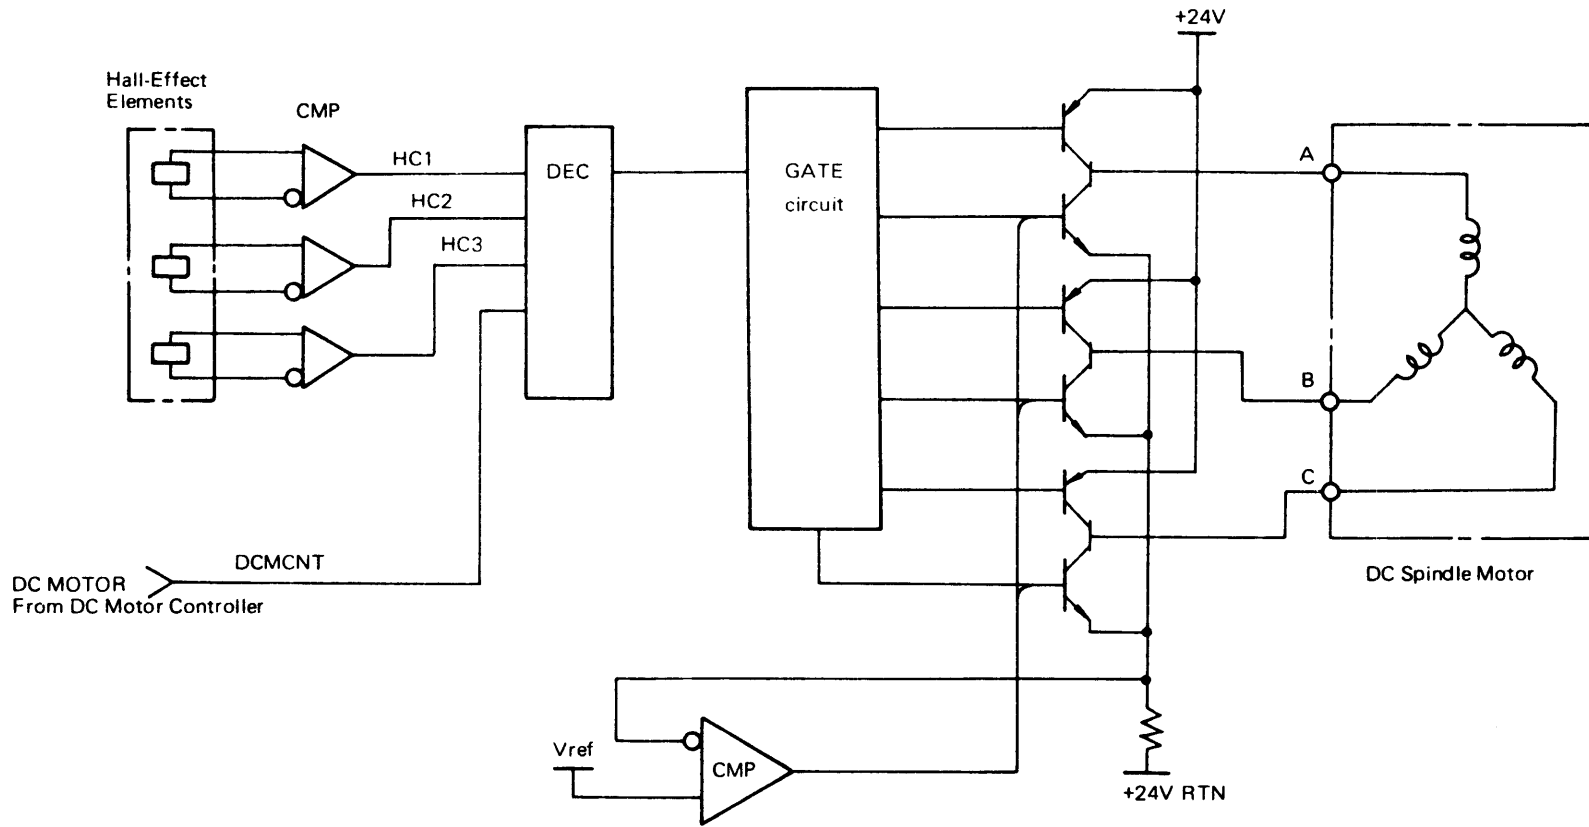 +24V
Hall-Effect
Elements
CMP
HC1
HC2
HC3
DEC
GATE
circuit
A
B
C
DC Spindle Motor
DCMCNT
DC MOTOR
From DC Motor Controller
Vref
CMP
+24V RTN